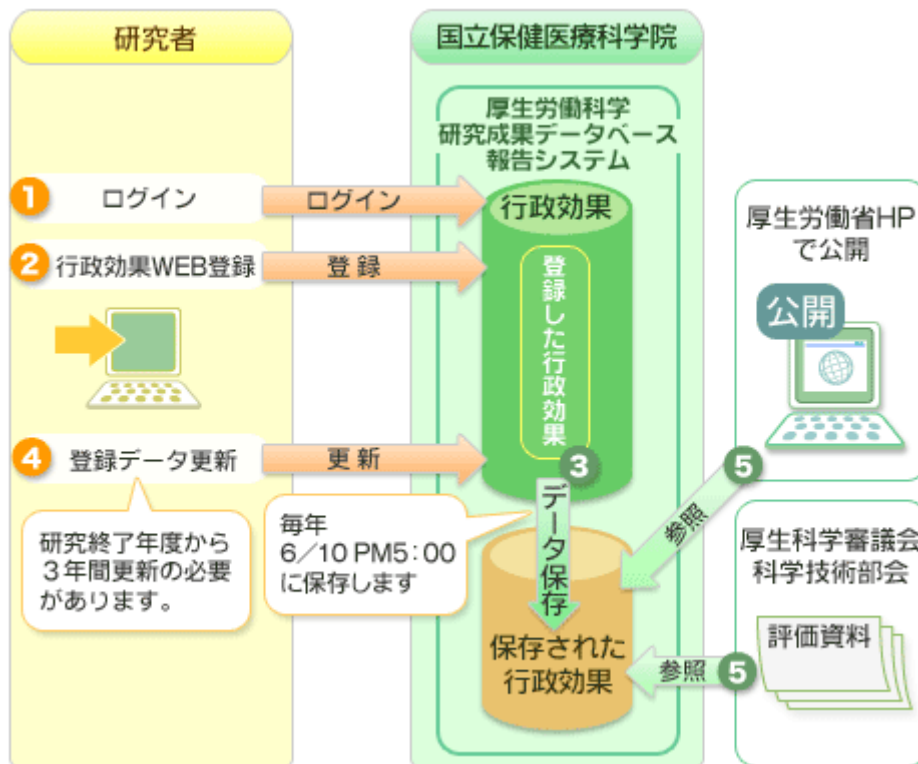 研究者
国立保健医療科学院
厚生労働科学
研究成果データベース
報告システム
1 ログイン
ログイン
行政効果
2 行政効果WEB登録
登録
登録した行政効果
厚生労働省HP
で公開
公開
4 登録データ更新
更新
研究終了年度から
3年間更新の必要
があります。
毎年
6/10 PM5:00
に保存します
3
データ保存
保存された
行政効果
5
参照
厚生科学審議会
科学技術部会
評価資料
5
参照